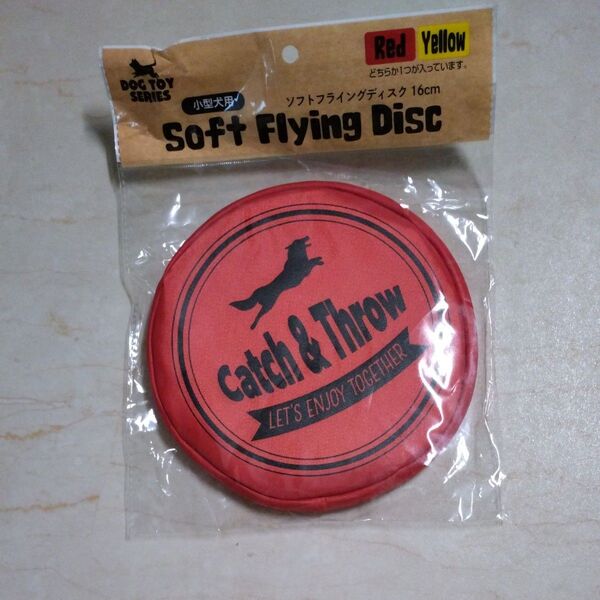 DOG TOY
SERIES
Red Yellow
どちらか1つが入っています。
小型犬用
ソフトフライングディスク 16cm
Soft Flying Disc
Catch & Throw
LET'S ENJOY TOGETHER